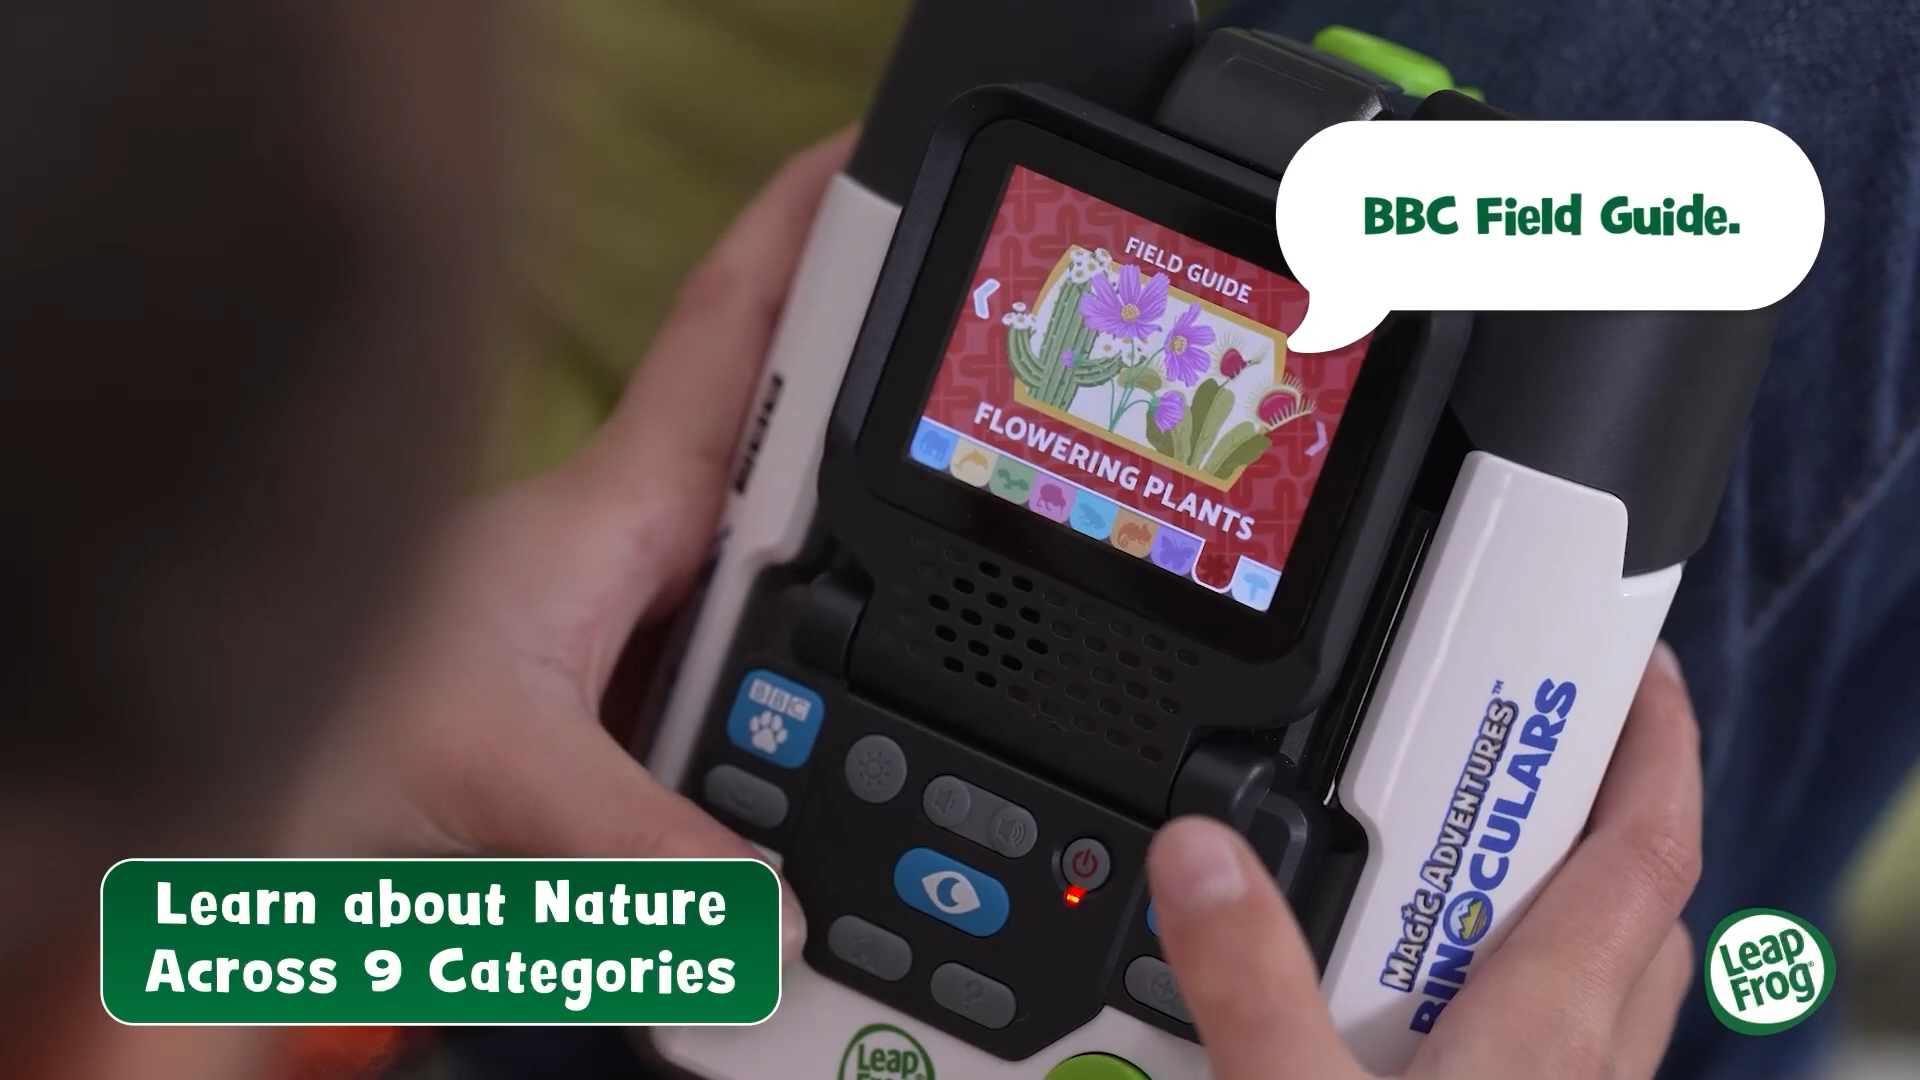 BBC Field Guide.
FIELD GUIDE
FLOWERING PLANTS
BBC
MAGIC ADVENTURES™
BINOCULARS
Learn about Nature
Across 9 Categories
Leap
Frog
Leap